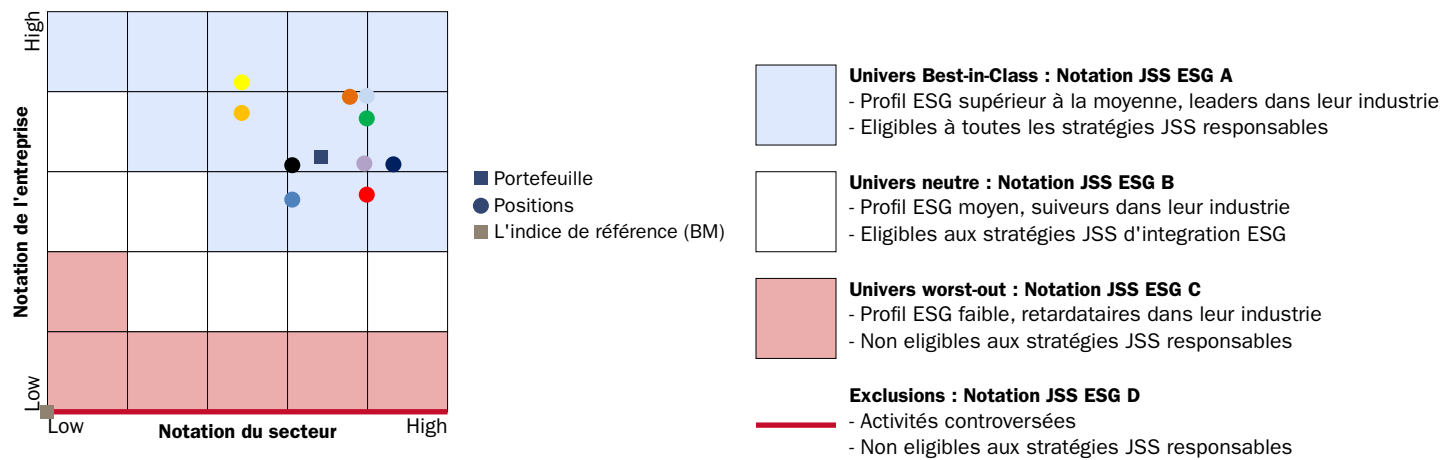 High
Notation de l'entreprise
Low
Low
Notation du secteur
High
Portefeuille
Positions
L'indice de référence (BM)
Univers Best-in-Class : Notation JSS ESG A
- Profil ESG supérieur à la moyenne, leaders dans leur industrie
- Eligibles à toutes les stratégies JSS responsables
Univers neutre : Notation JSS ESG B
- Profil ESG moyen, suiveurs dans leur industrie
- Eligibles aux stratégies JSS d'integration ESG
Univers worst-out : Notation JSS ESG C
- Profil ESG faible, retardataires dans leur industrie
- Non eligibles aux stratégies JSS responsables
Exclusions : Notation JSS ESG D
- Activités controversées
- Non eligibles aux stratégies JSS responsables